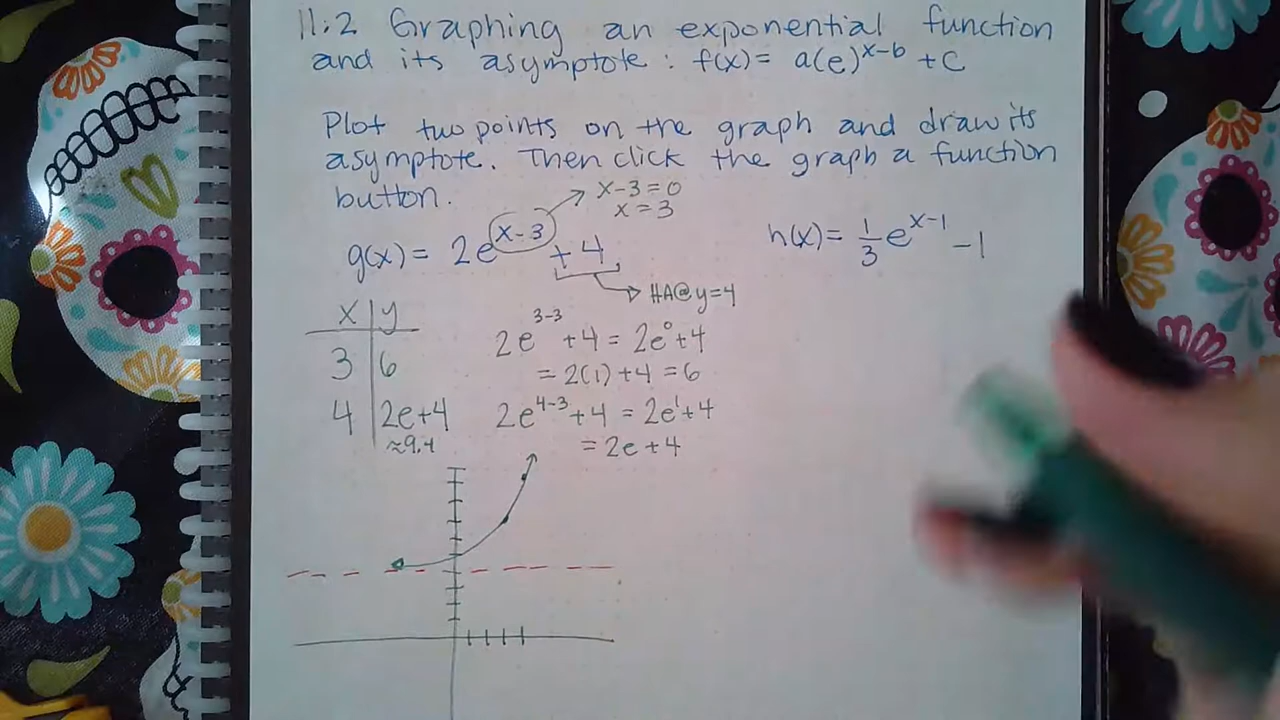 11.2 Graphing an exponential function
and its asymptote: f(x)= a(e)^x-b + C
Plot two points on the graph and draw its
asymptote. Then click the graph a function
button.
x-3=0
x=3
g(x) = 2e^x-3 + 4
HA@y=4
x | y
3 | 6
4 | 2e+4
≈9.4
2e^3-3 +4 = 2e^0+4
= 2(1)+4 = 6
2e^4-3 +4 = 2e^1+4
= 2e+4
h(x)= 1/3 e^x-1 - 1